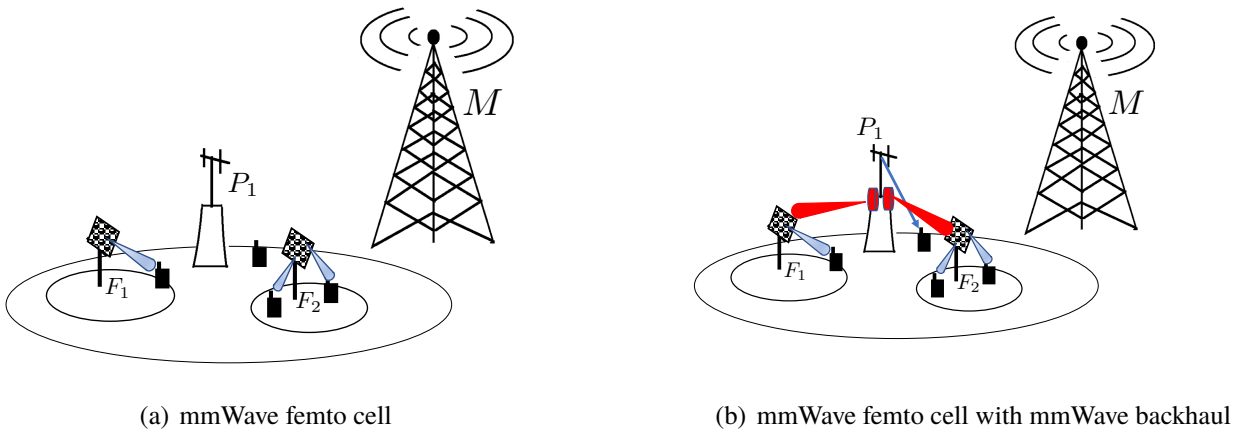 M
P₁
F₁
F₂
(a) mmWave femto cell
M
P₁
F₁
F₂
(b) mmWave femto cell with mmWave backhaul